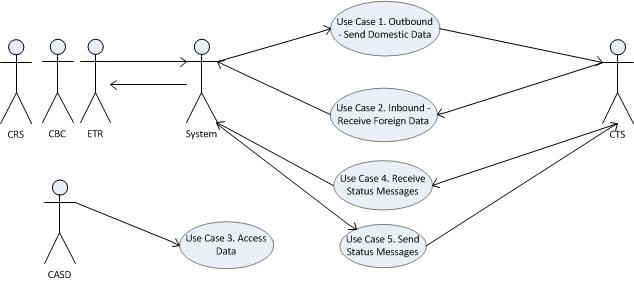 Use Case 1. Outbound
- Send Domestic Data
CRS
CBC
ETR
System
Use Case 2. Inbound -
Receive Foreign Data
CTS
Use Case 4. Receive
Status Messages
Use Case 3. Access
Data
Use Case 5. Send
Status Messages
CASD